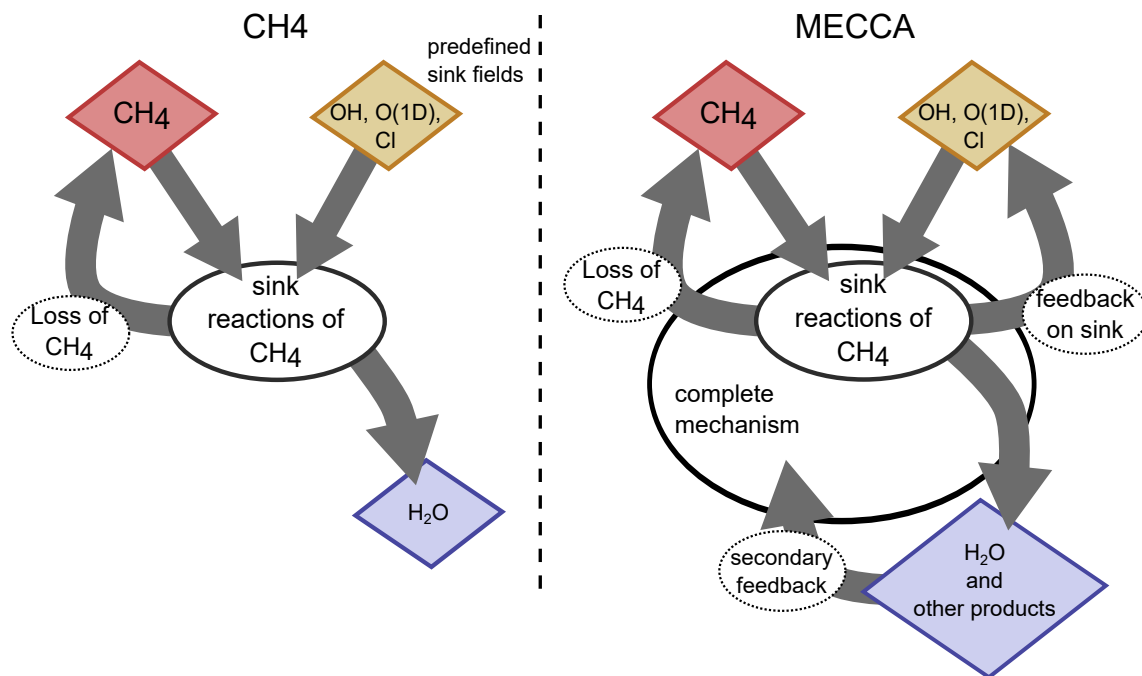 CH4
predefined
sink fields
CH4
OH, O(1D),
Cl
sink
reactions of
CH4
Loss of
CH4
H₂O
MECCA
CH4
OH, O(1D),
Cl
Loss of
CH4
sink
reactions of
CH4
feedback
on sink
complete
mechanism
secondary
feedback
H₂O
and
other products